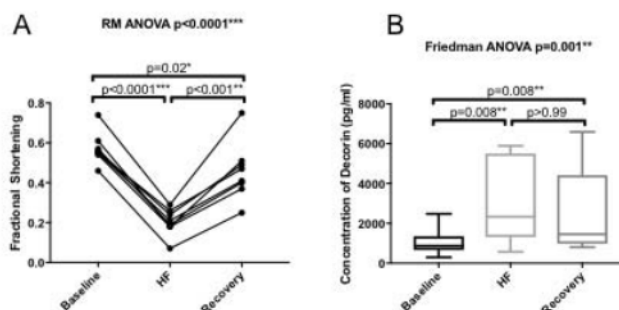 A
RM ANOVA p<0.0001***
p=0.02*
p<0.0001***
p<0.001**
Fractional Shortening
0.8
0.6
0.4
0.2
0.0
Baseline
HF
Recovery
B
Friedman ANOVA p=0.001**
p=0.008**
p=0.008**
p>0.99
Concentration of Decorin (pg/ml)
8000
6000
4000
2000
0
Baseline
HF
Recovery